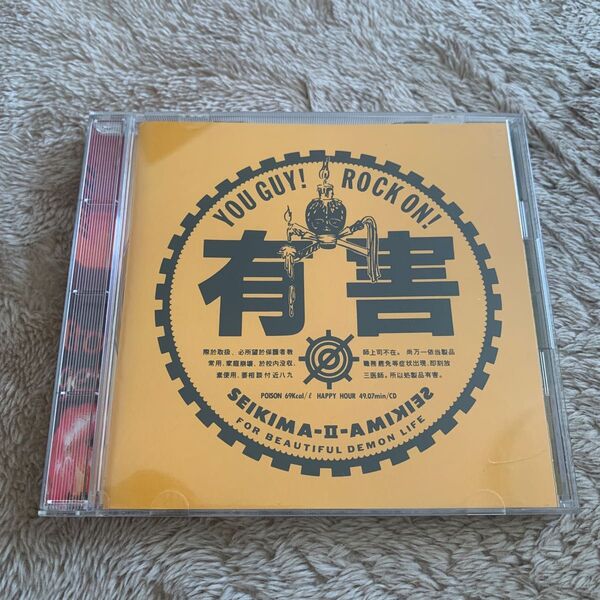 YOU GUY! ROCK ON!
有害
際於取扱、必所望於保護者教
常用、家庭崩壊、於校内没収、
素使用、要相談付近八九
師上司不在。尚万一依当製品
職務罷免等症状出現、即刻放
三医師。所以処製品有害。
POISON 69Kcal/ℓ HAPPY HOUR 49.07min/CD
SEIKIMA-II-AMIKIES
FOR BEAUTIFUL DEMON LIFE